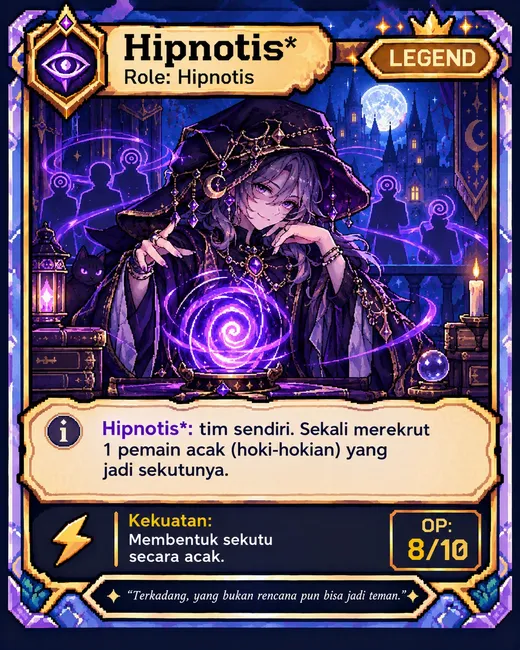 Hipnotis*
Role: Hipnotis
LEGEND
i
Hipnotis*: tim sendiri. Sekali merekrut
1 pemain acak (hoki-hokian) yang
jadi sekutunya.
Kekuatan:
Membentuk sekutu
secara acak.
OP:
8/10
“Terkadang, yang bukan rencana pun bisa jadi teman.”